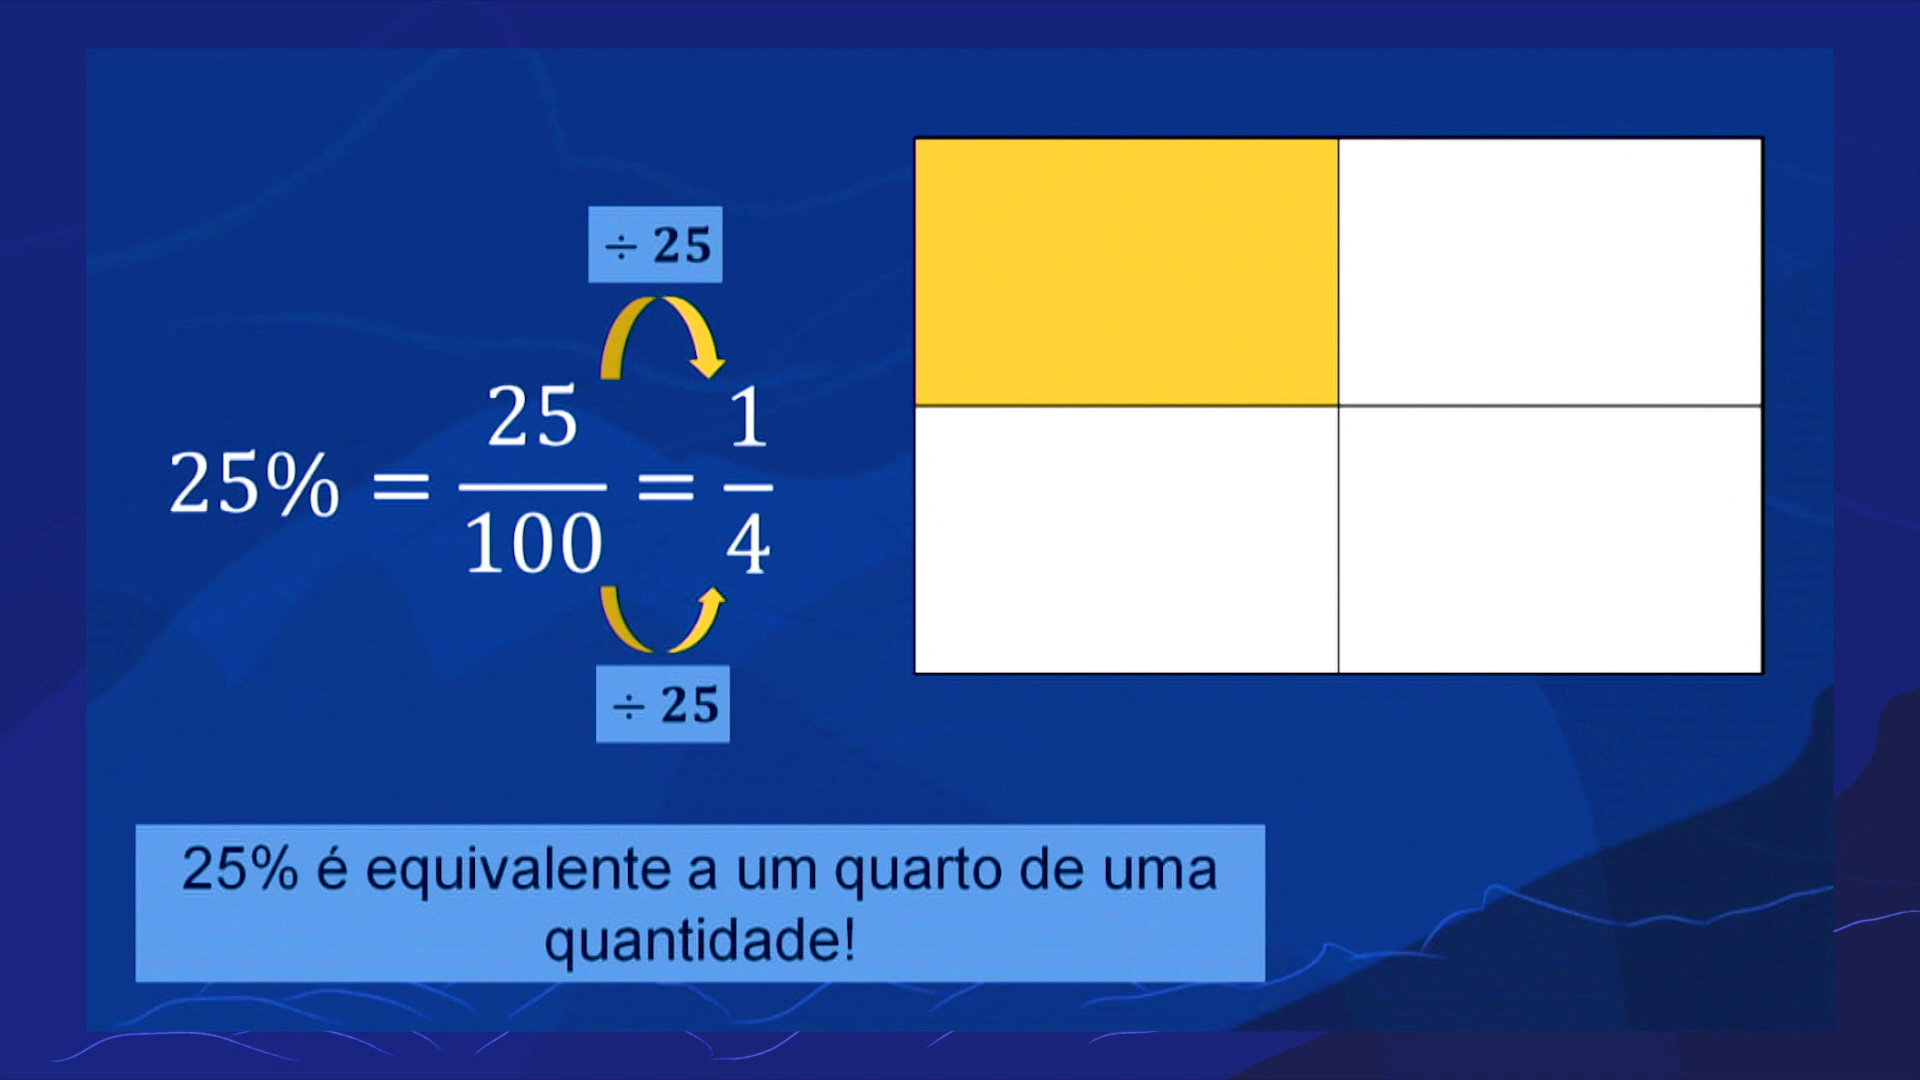 ÷ 25
25% = 25/100 = 1/4
÷ 25
25% é equivalente a um quarto de uma
quantidade!